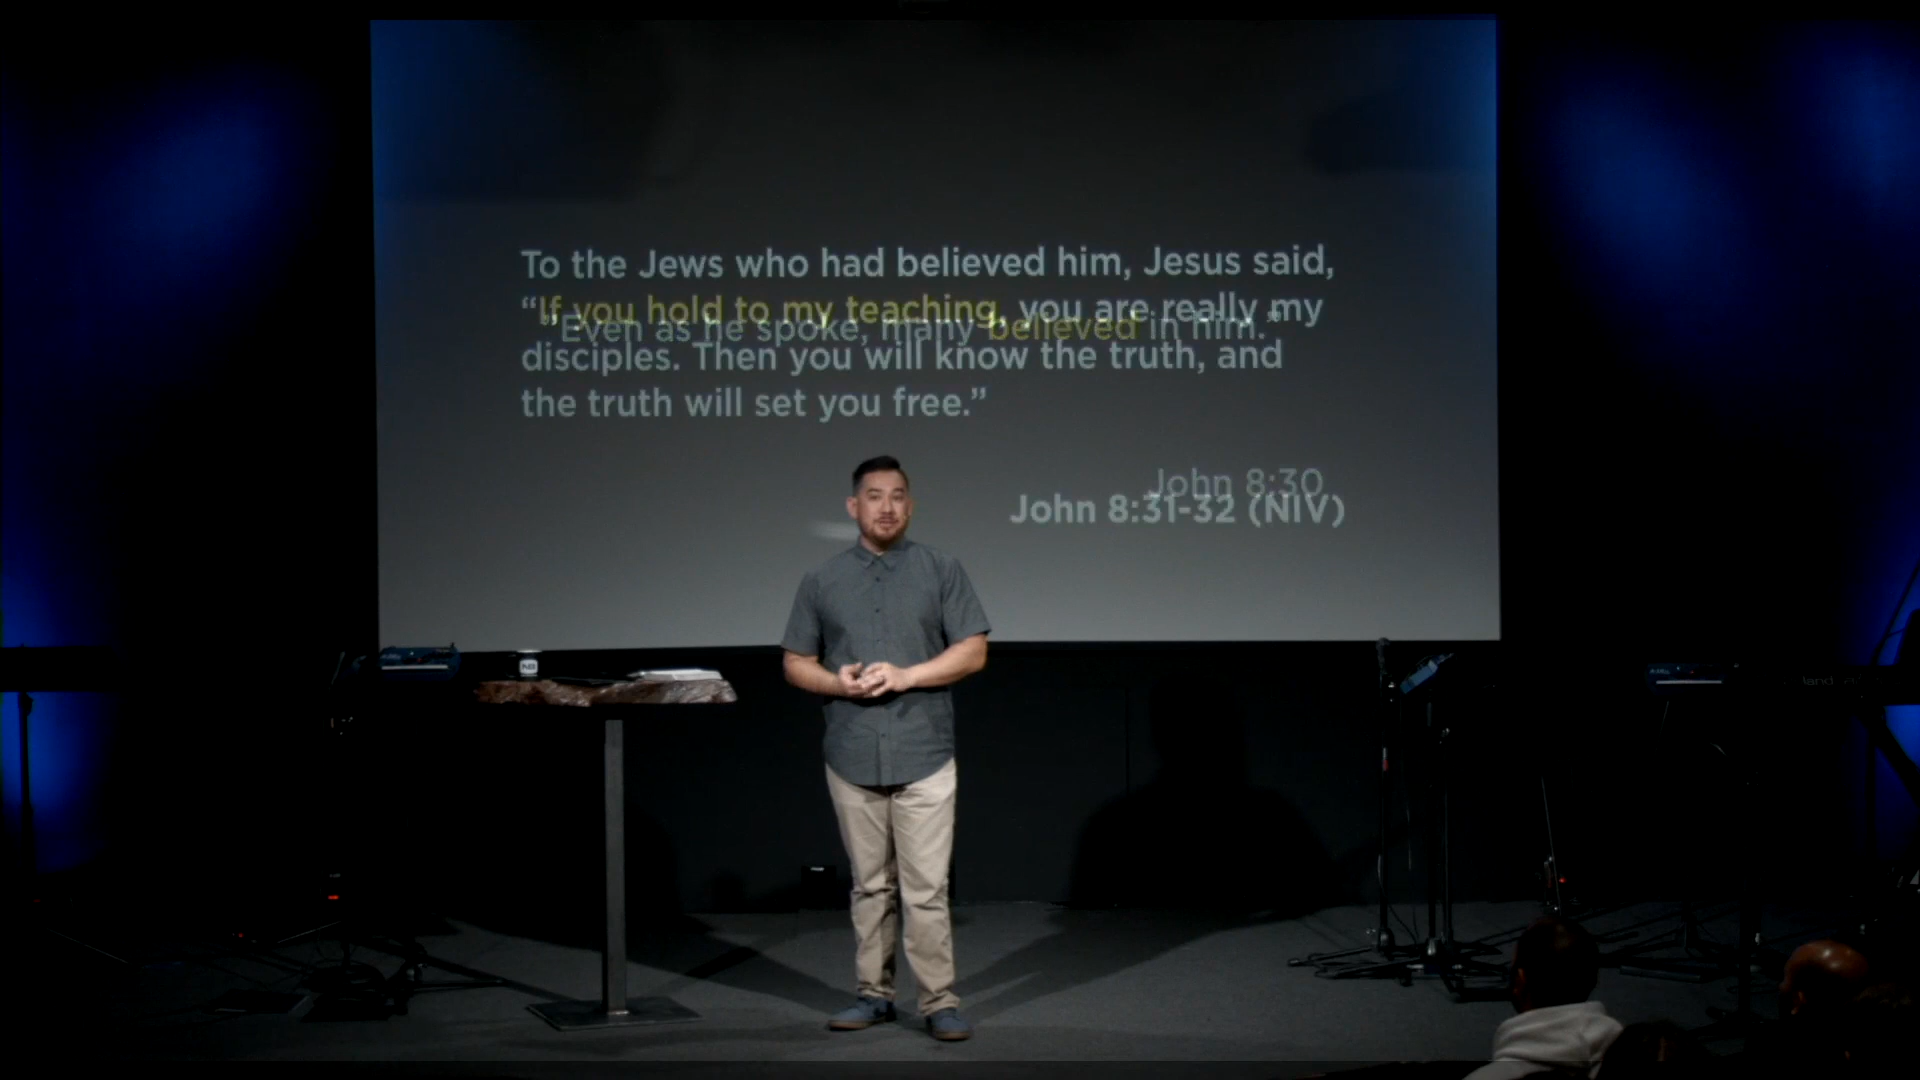 To the Jews who had believed him, Jesus said,
“If you hold to my teaching, you are really my
"Even as he spoke, many believed in him."
disciples. Then you will know the truth, and
the truth will set you free.”
John 8:30
John 8:31-32 (NIV)